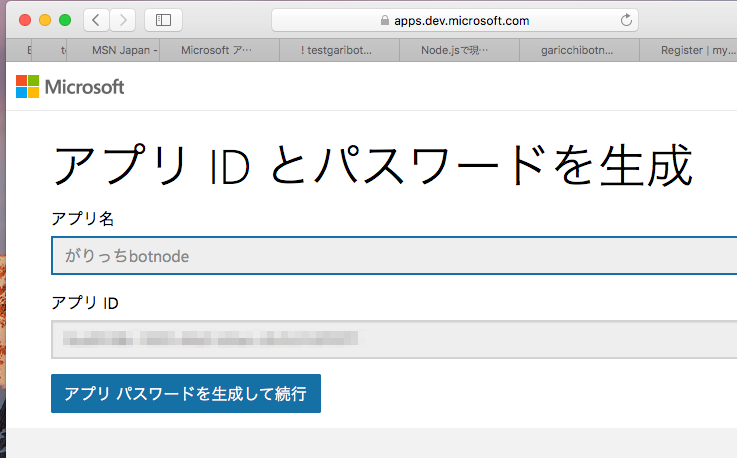 apps.dev.microsoft.com
MSN Japan -
Microsoft ア…
! testgaribot…
Node.jsで現…
garicchibotn…
Register | my…
Microsoft
アプリ ID とパスワードを生成
アプリ名
がりっちbotnode
アプリ ID
アプリ パスワードを生成して続行